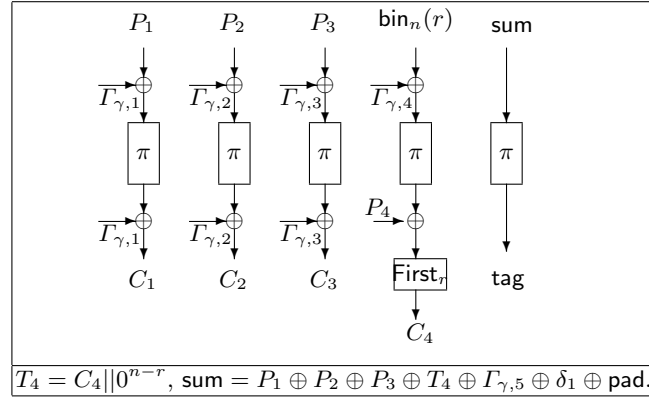 P₁ P₂ P₃ binₙ(r) sum
Γγ,₁ Γγ,₂ Γγ,₃ Γγ,₄
π π π π π
P₄
Γγ,₁ Γγ,₂ Γγ,₃
C₁ C₂ C₃ Firstᵣ tag
C₄
T₄ = C₄||0ⁿ⁻ʳ, sum = P₁ ⊕ P₂ ⊕ P₃ ⊕ T₄ ⊕ Γγ,₅ ⊕ δ₁ ⊕ pad.